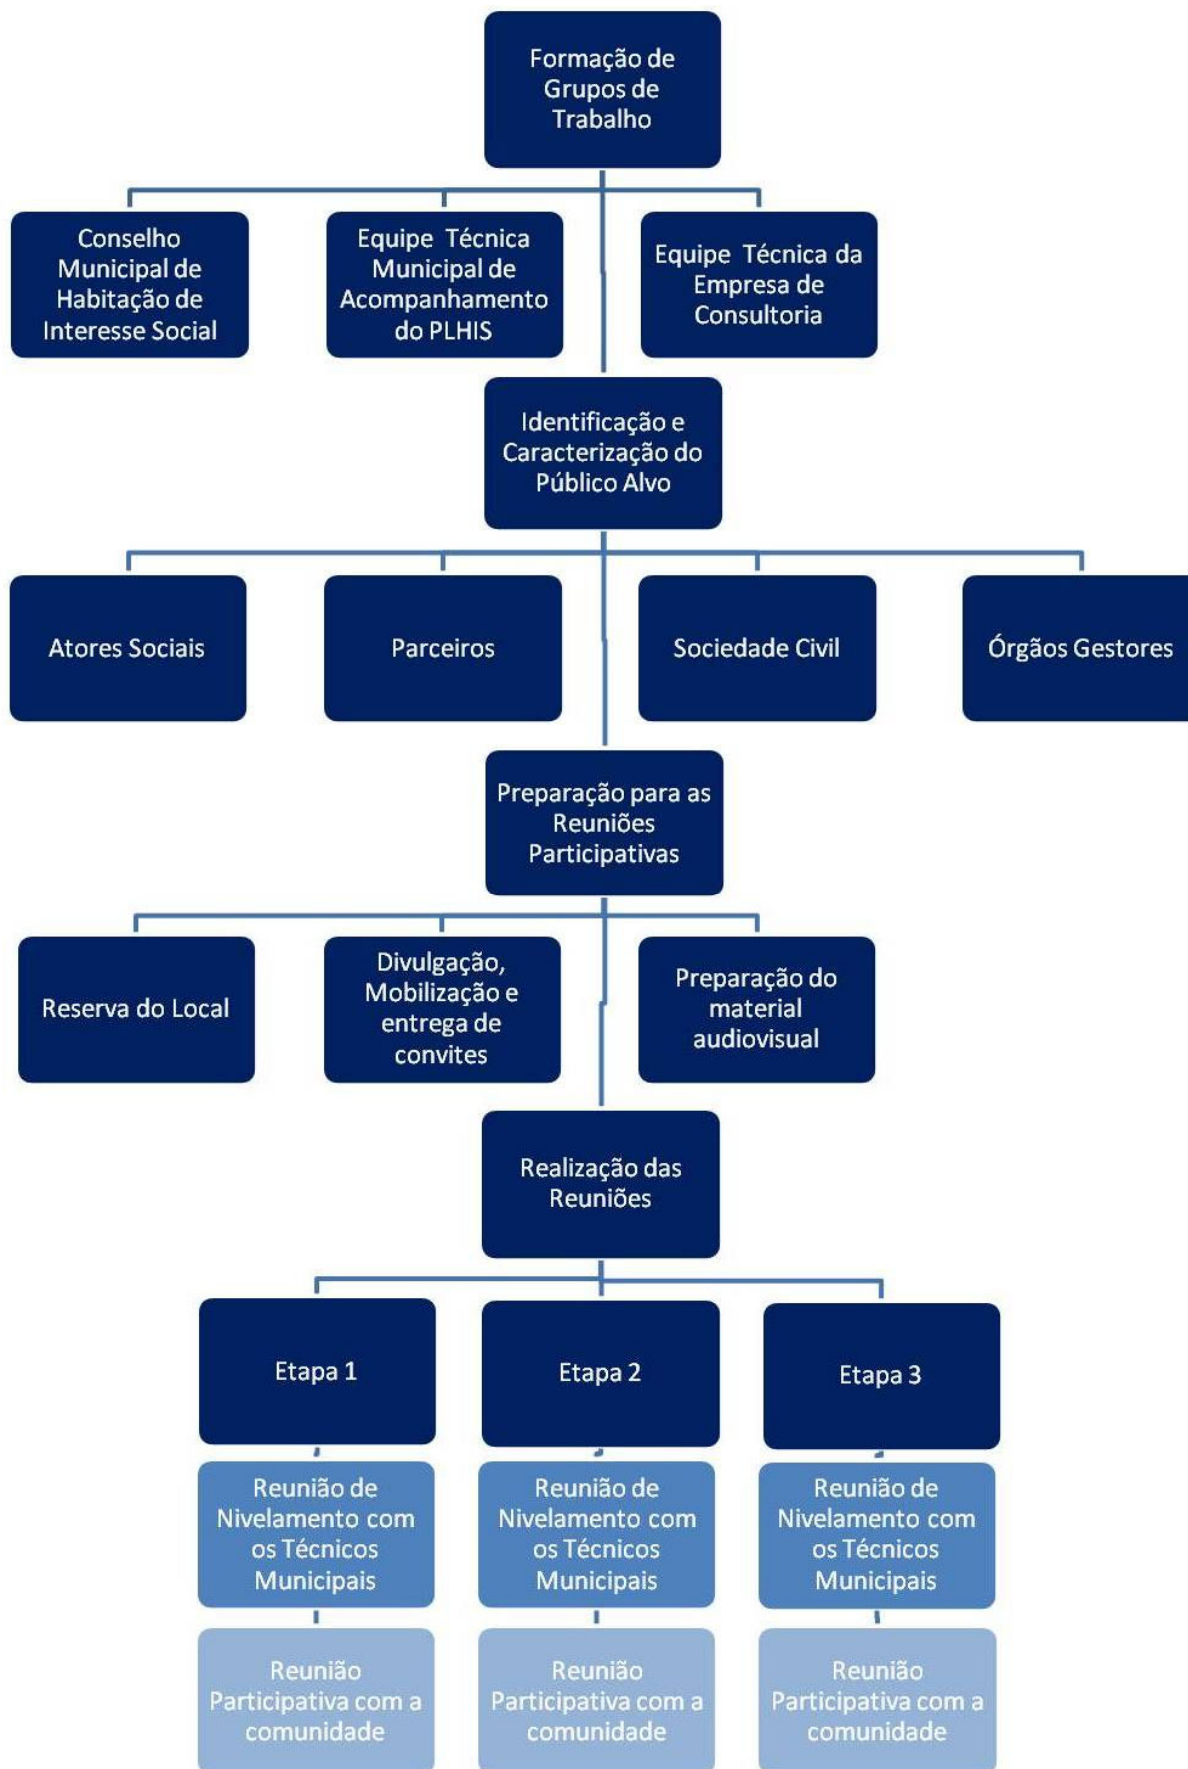 Formação de
Grupos de
Trabalho
Conselho
Municipal de
Habitação de
Interesse Social
Equipe Técnica
Municipal de
Acompanhamento
do PLHIS
Equipe Técnica da
Empresa de
Consultoria
Identificação e
Caracterização do
Público Alvo
Atores Sociais
Parceiros
Sociedade Civil
Órgãos Gestores
Preparação para as
Reuniões
Participativas
Reserva do Local
Divulgação,
Mobilização e
entrega de
convites
Preparação do
material
audiovisual
Realização das
Reuniões
Etapa 1
Etapa 2
Etapa 3
Reunião de
Nivelamento com
os Técnicos
Municipais
Reunião de
Nivelamento com
os Técnicos
Municipais
Reunião de
Nivelamento com
os Técnicos
Municipais
Reunião
Participativa com a
comunidade
Reunião
Participativa com a
comunidade
Reunião
Participativa com a
comunidade